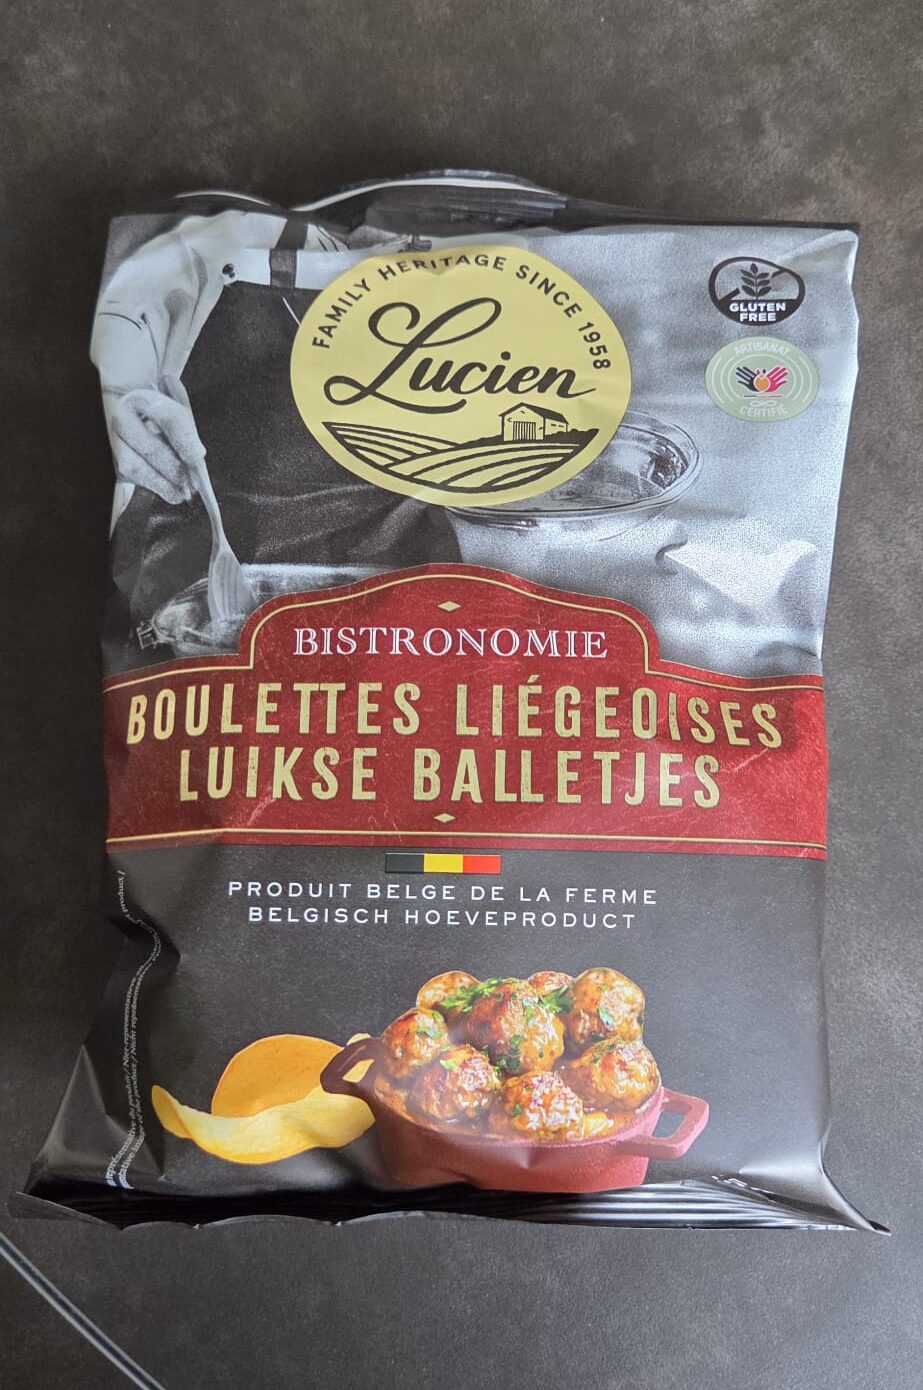 FAMILY HERITAGE SINCE 1958
Lucien
GLUTEN
FREE
ARTISANAT
CERTIFIÉ
BISTRONOMIE
BOULETTES LIÉGEOISES
LUIKSE BALLETJES
PRODUIT BELGE DE LA FERME
BELGISCH HOEVEPRODUCT